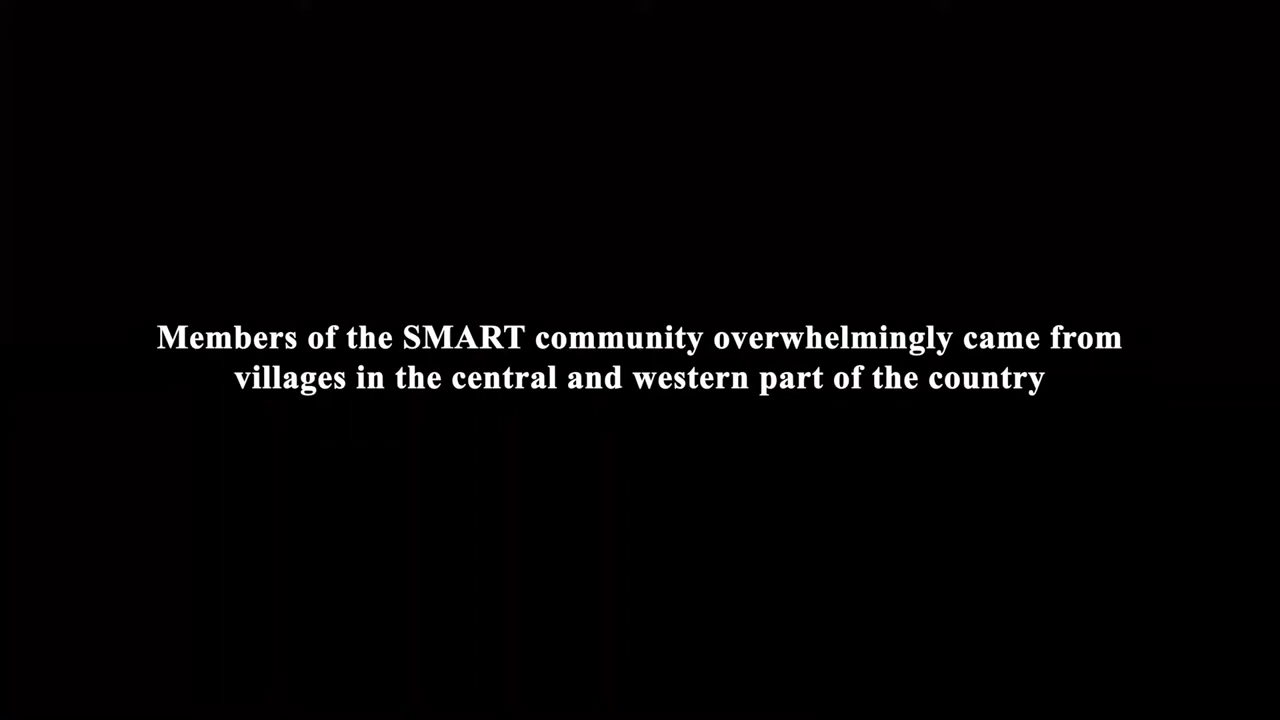 Members of the SMART community overwhelmingly came from
villages in the central and western part of the country